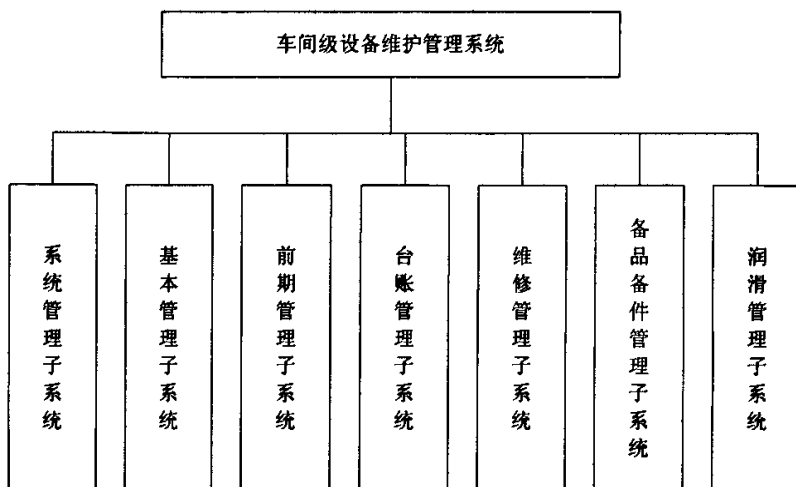 车间级设备维护管理系统
系统管理子系统
基本管理子系统
前期管理子系统
台账管理子系统
维修管理子系统
备品备件管理子系统
润滑管理子系统